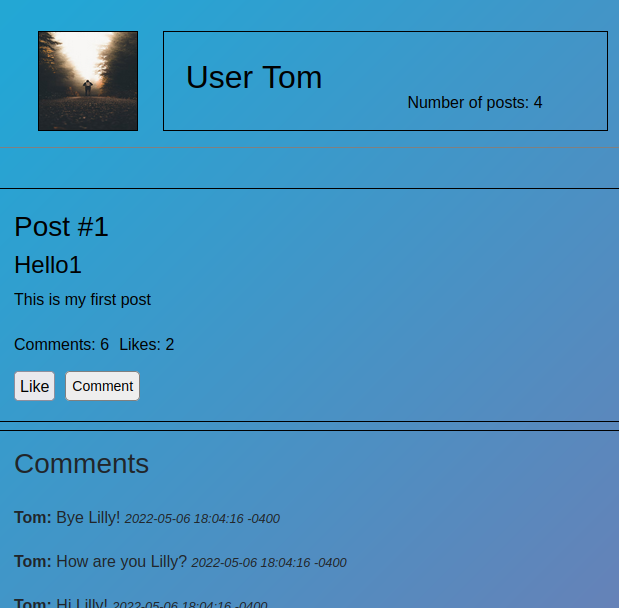 User Tom
Number of posts: 4
Post #1
Hello1
This is my first post
Comments: 6 Likes: 2
Like Comment
Comments
Tom: Bye Lilly! 2022-05-06 18:04:16 -0400
Tom: How are you Lilly? 2022-05-06 18:04:16 -0400
Tom: Hi Lilly! 2022-05-06 18:04:16 -0400